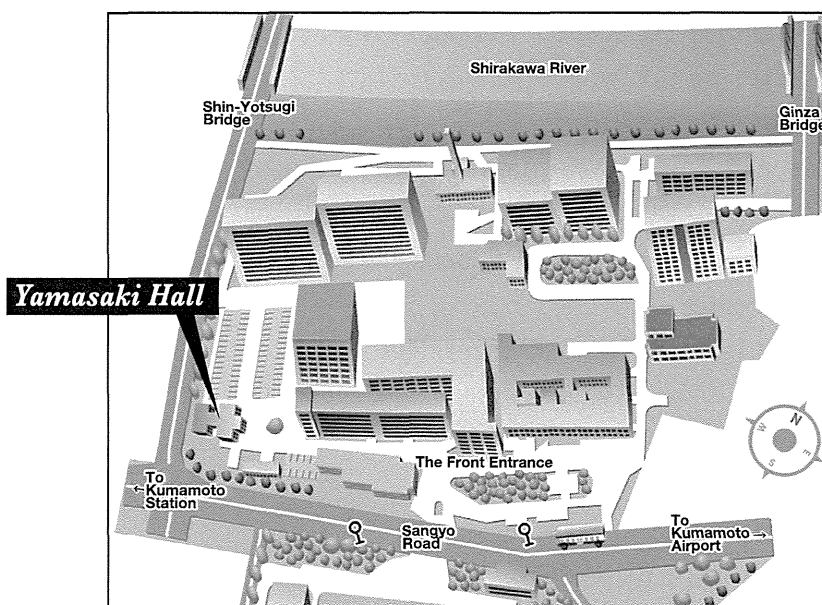 Shirakawa River
Shin-Yotsugi
Bridge
Ginza
Bridge
Yamasaki Hall
N
W
E
S
The Front Entrance
To
←Kumamoto
Station
Sangyo
Road
To
Kumamoto→
Airport